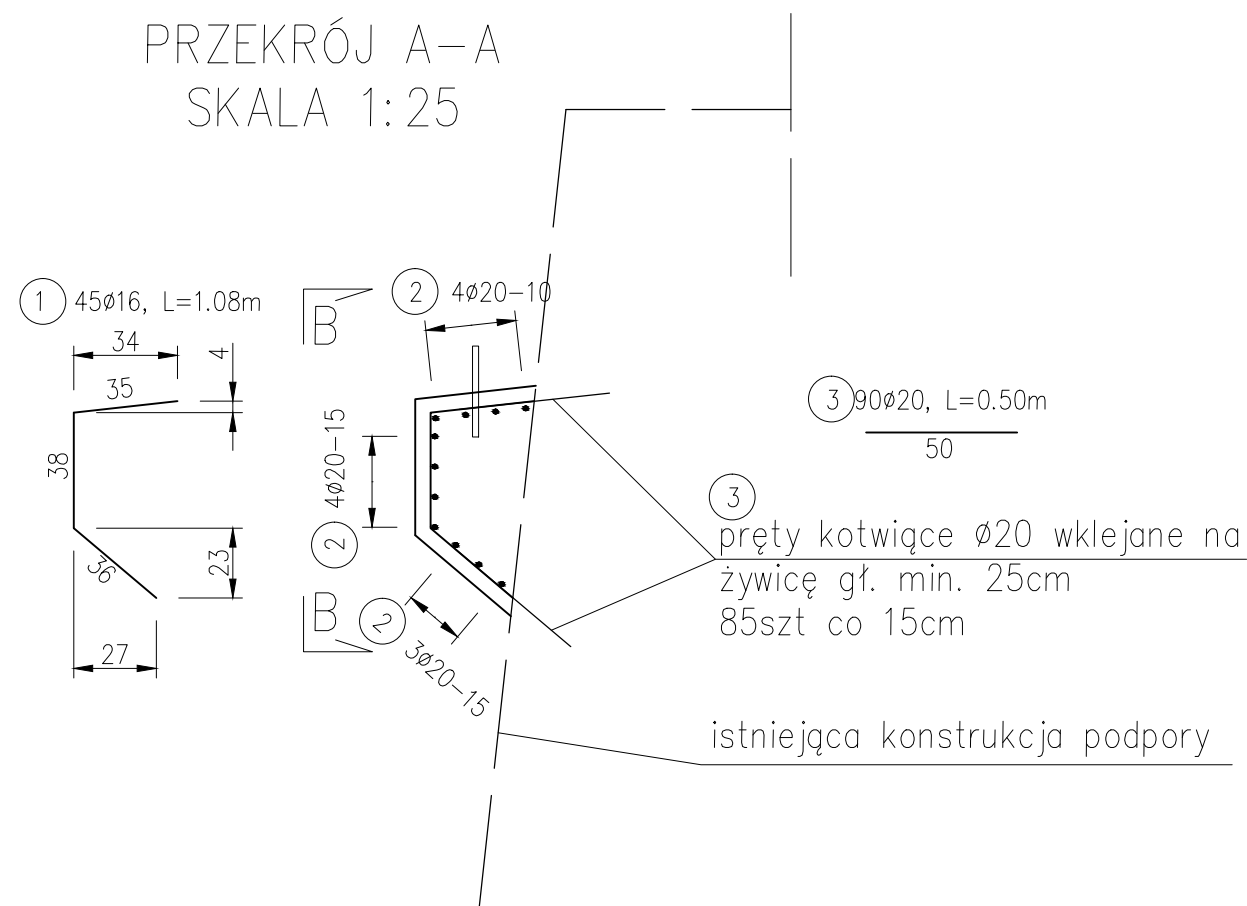 PRZEKRÓJ A-A
SKALA 1:25
1 45ø16, L=1.08m
34
4
35
38
36
23
27
B
B
2 4ø20-10
4ø20-15
2
2
3ø20-15
3 90ø20, L=0.50m
50
3
pręty kotwiące ø20 wklejane na
żywicę gł. min. 25cm
85szt co 15cm
istniejąca konstrukcja podpory